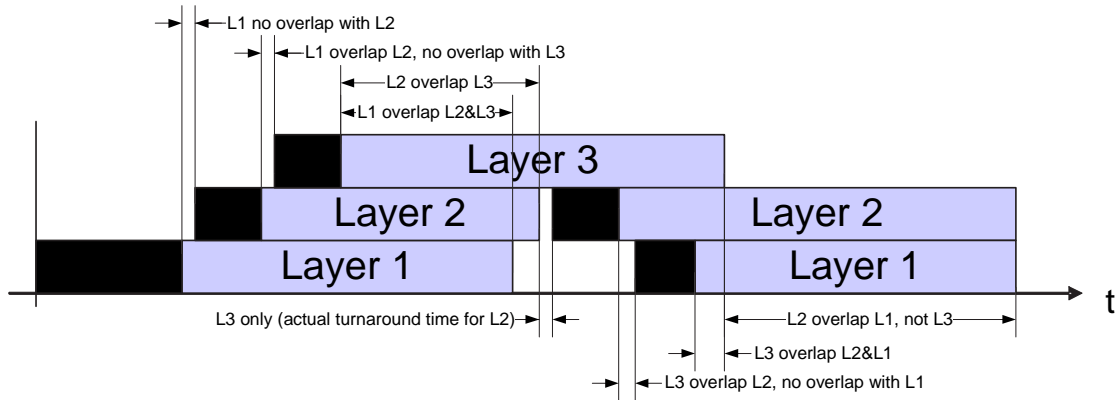 L1 no overlap with L2
L1 overlap L2, no overlap with L3
L2 overlap L3
L1 overlap L2&L3
Layer 3
Layer 2
Layer 2
Layer 1
Layer 1
t
L3 only (actual turnaround time for L2)
L2 overlap L1, not L3
L3 overlap L2&L1
L3 overlap L2, no overlap with L1